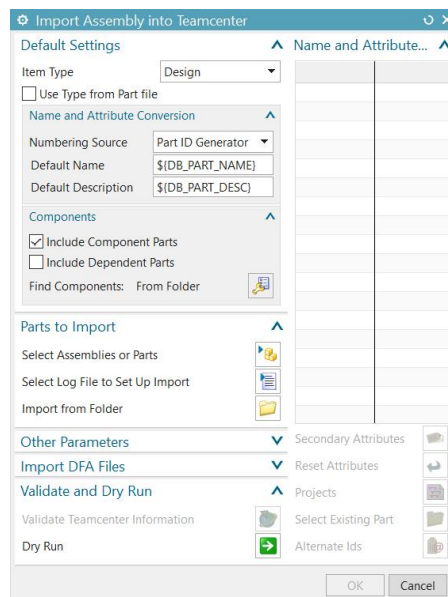 Import Assembly into Teamcenter
Default Settings
Item Type Design
Use Type from Part file
Name and Attribute Conversion
Numbering Source Part ID Generator
Default Name ${DB_PART_NAME}
Default Description ${DB_PART_DESC}
Components
Include Component Parts
Include Dependent Parts
Find Components: From Folder
Parts to Import
Select Assemblies or Parts
Select Log File to Set Up Import
Import from Folder
Other Parameters
Import DFA Files
Validate and Dry Run
Validate Teamcenter Information
Dry Run
Name and Attribute...
Secondary Attributes
Reset Attributes
Projects
Select Existing Part
Alternate Ids
OK Cancel